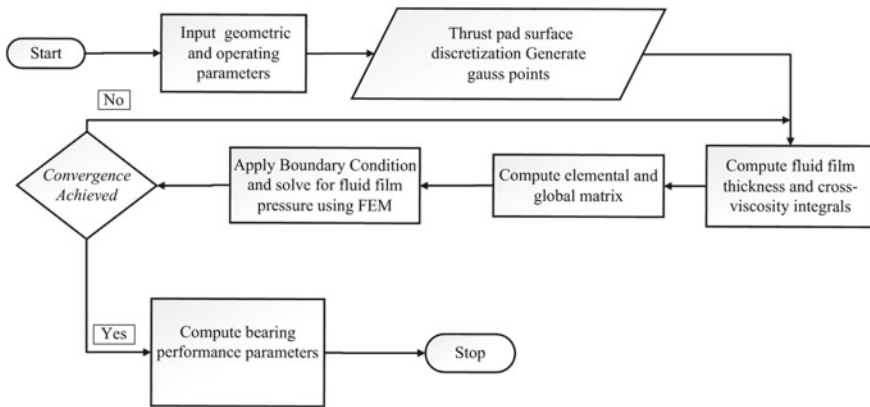 Start
Input geometric
and operating
parameters
Thrust pad surface
discretization Generate
gauss points
No
Convergence
Achieved
Apply Boundary Condition
and solve for fluid film
pressure using FEM
Compute elemental and
global matrix
Compute fluid film
thickness and cross-
viscosity integrals
Yes
Compute bearing
performance parameters
Stop